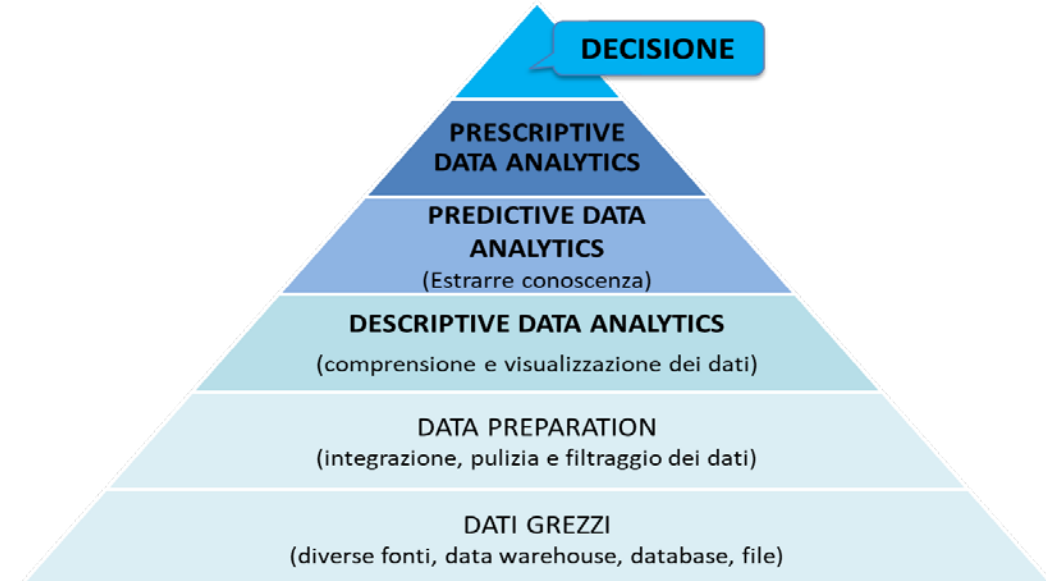 DECISIONE
PRESCRIPTIVE
DATA ANALYTICS
PREDICTIVE DATA
ANALYTICS
(Estrarre conoscenza)
DESCRIPTIVE DATA ANALYTICS
(comprensione e visualizzazione dei dati)
DATA PREPARATION
(integrazione, pulizia e filtraggio dei dati)
DATI GREZZI
(diverse fonti, data warehouse, database, file)